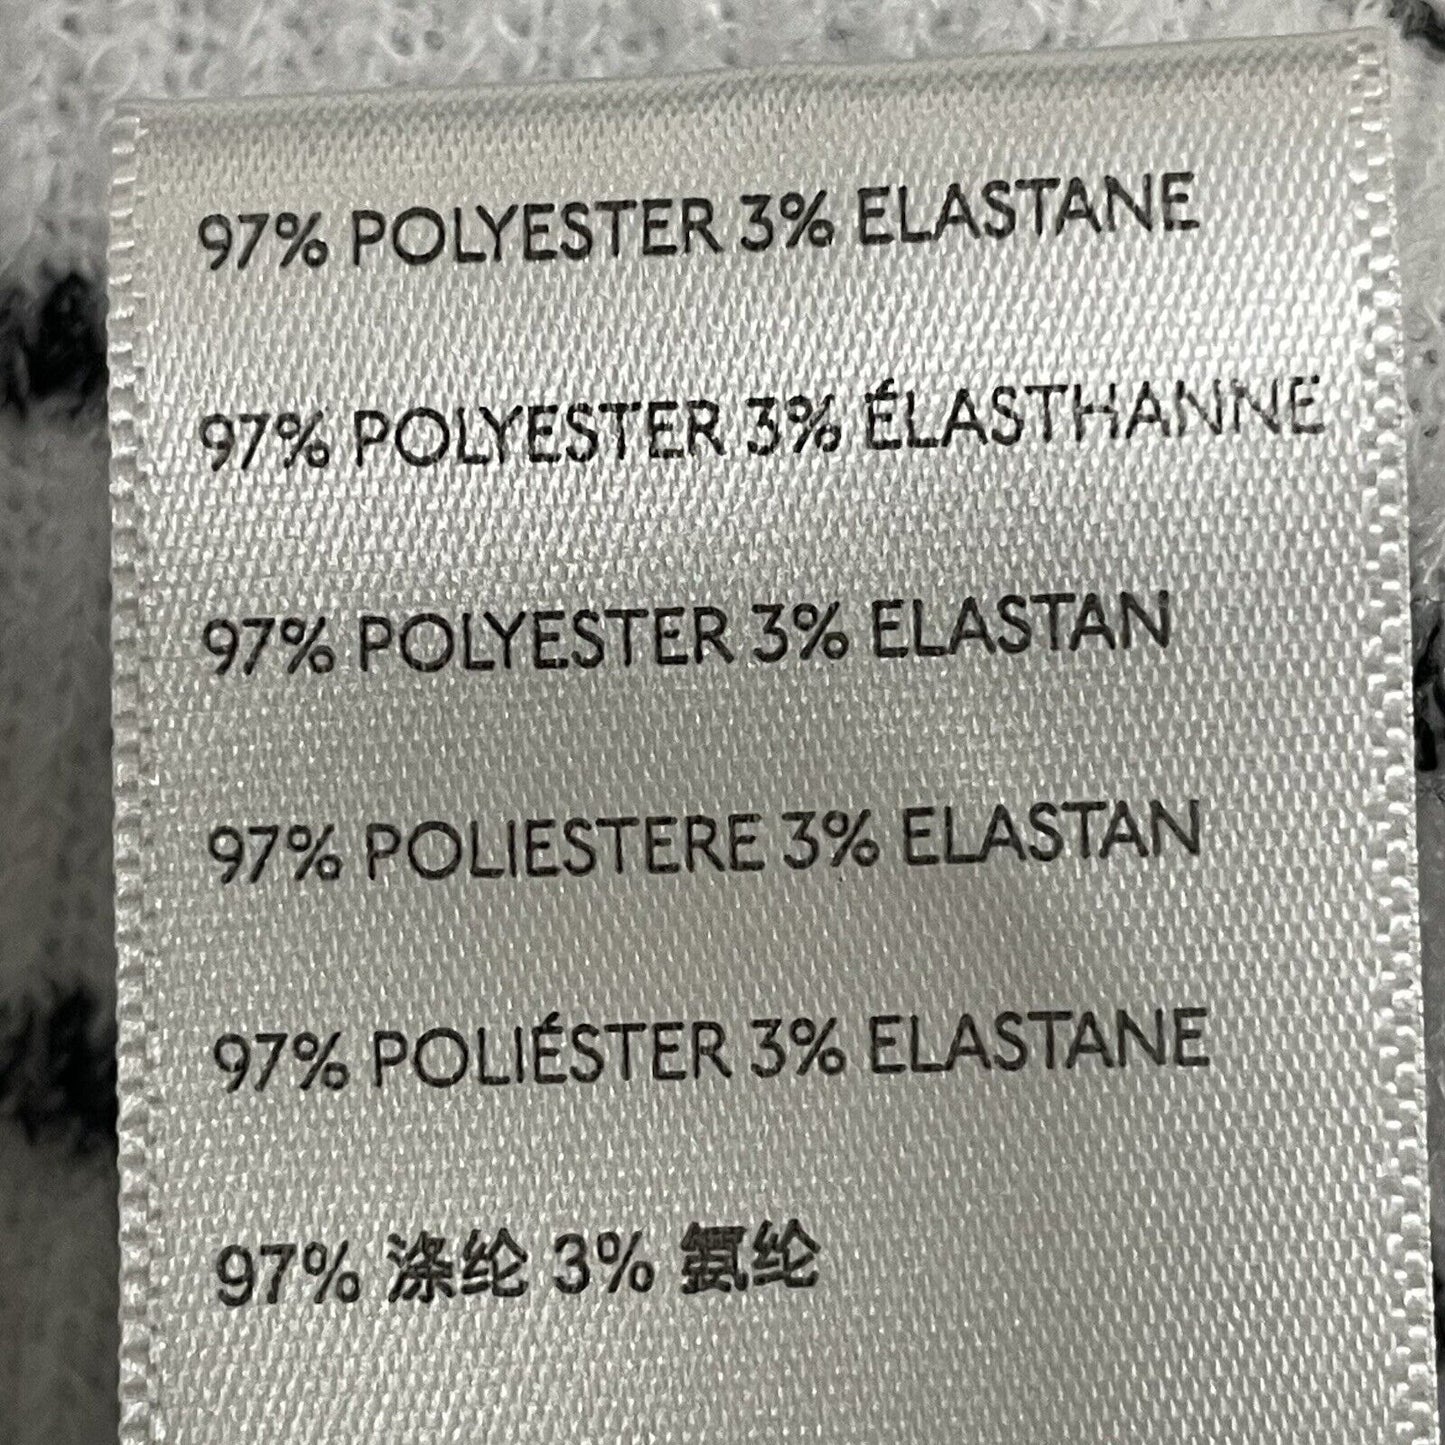 97% POLYESTER 3% ELASTANE
97% POLYESTER 3% ÉLASTHANNE
97% POLYESTER 3% ELASTAN
97% POLIESTERE 3% ELASTAN
97% POLIÉSTER 3% ELASTANE
97% 涤纶 3% 氨纶